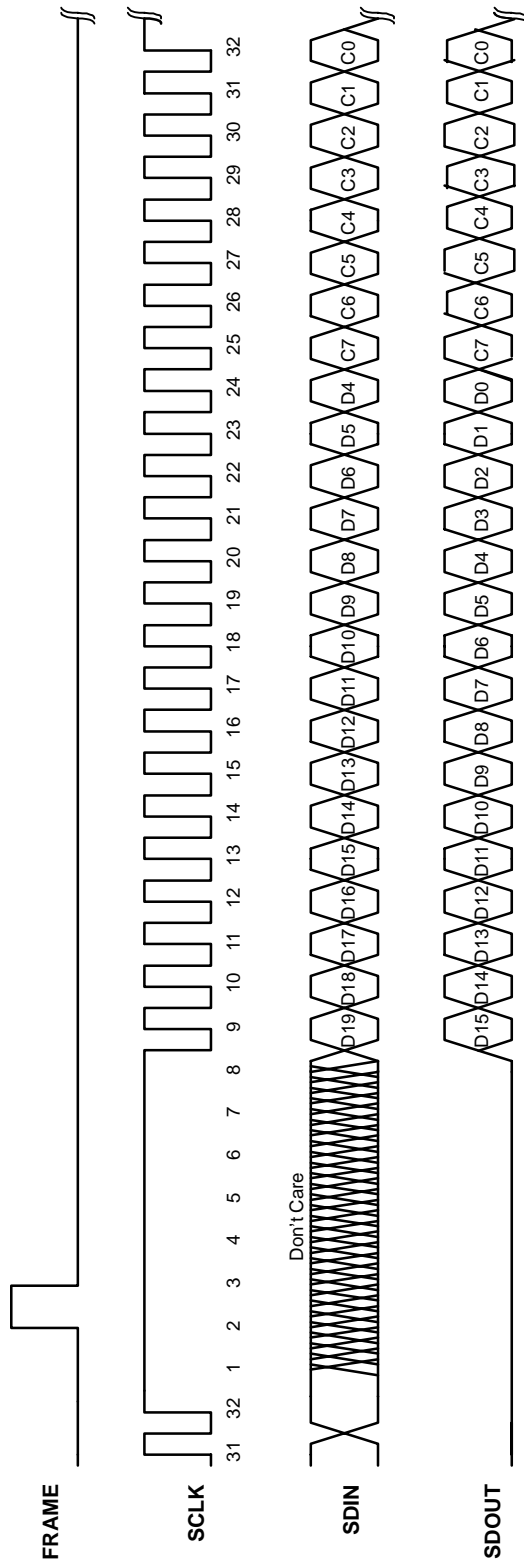 FRAME
SCLK
31 32 1 2 3 4 5 6 7 8 9 10 11 12 13 14 15 16 17 18 19 20 21 22 23 24 25 26 27 28 29 30 31 32
Don't Care
SDIN D19 D18 D17 D16 D15 D14 D13 D12 D11 D10 D9 D8 D7 D6 D5 D4 C7 C6 C5 C4 C3 C2 C1 C0
SDOUT D15 D14 D13 D12 D11 D10 D9 D8 D7 D6 D5 D4 D3 D2 D1 D0 C7 C6 C5 C4 C3 C2 C1 C0